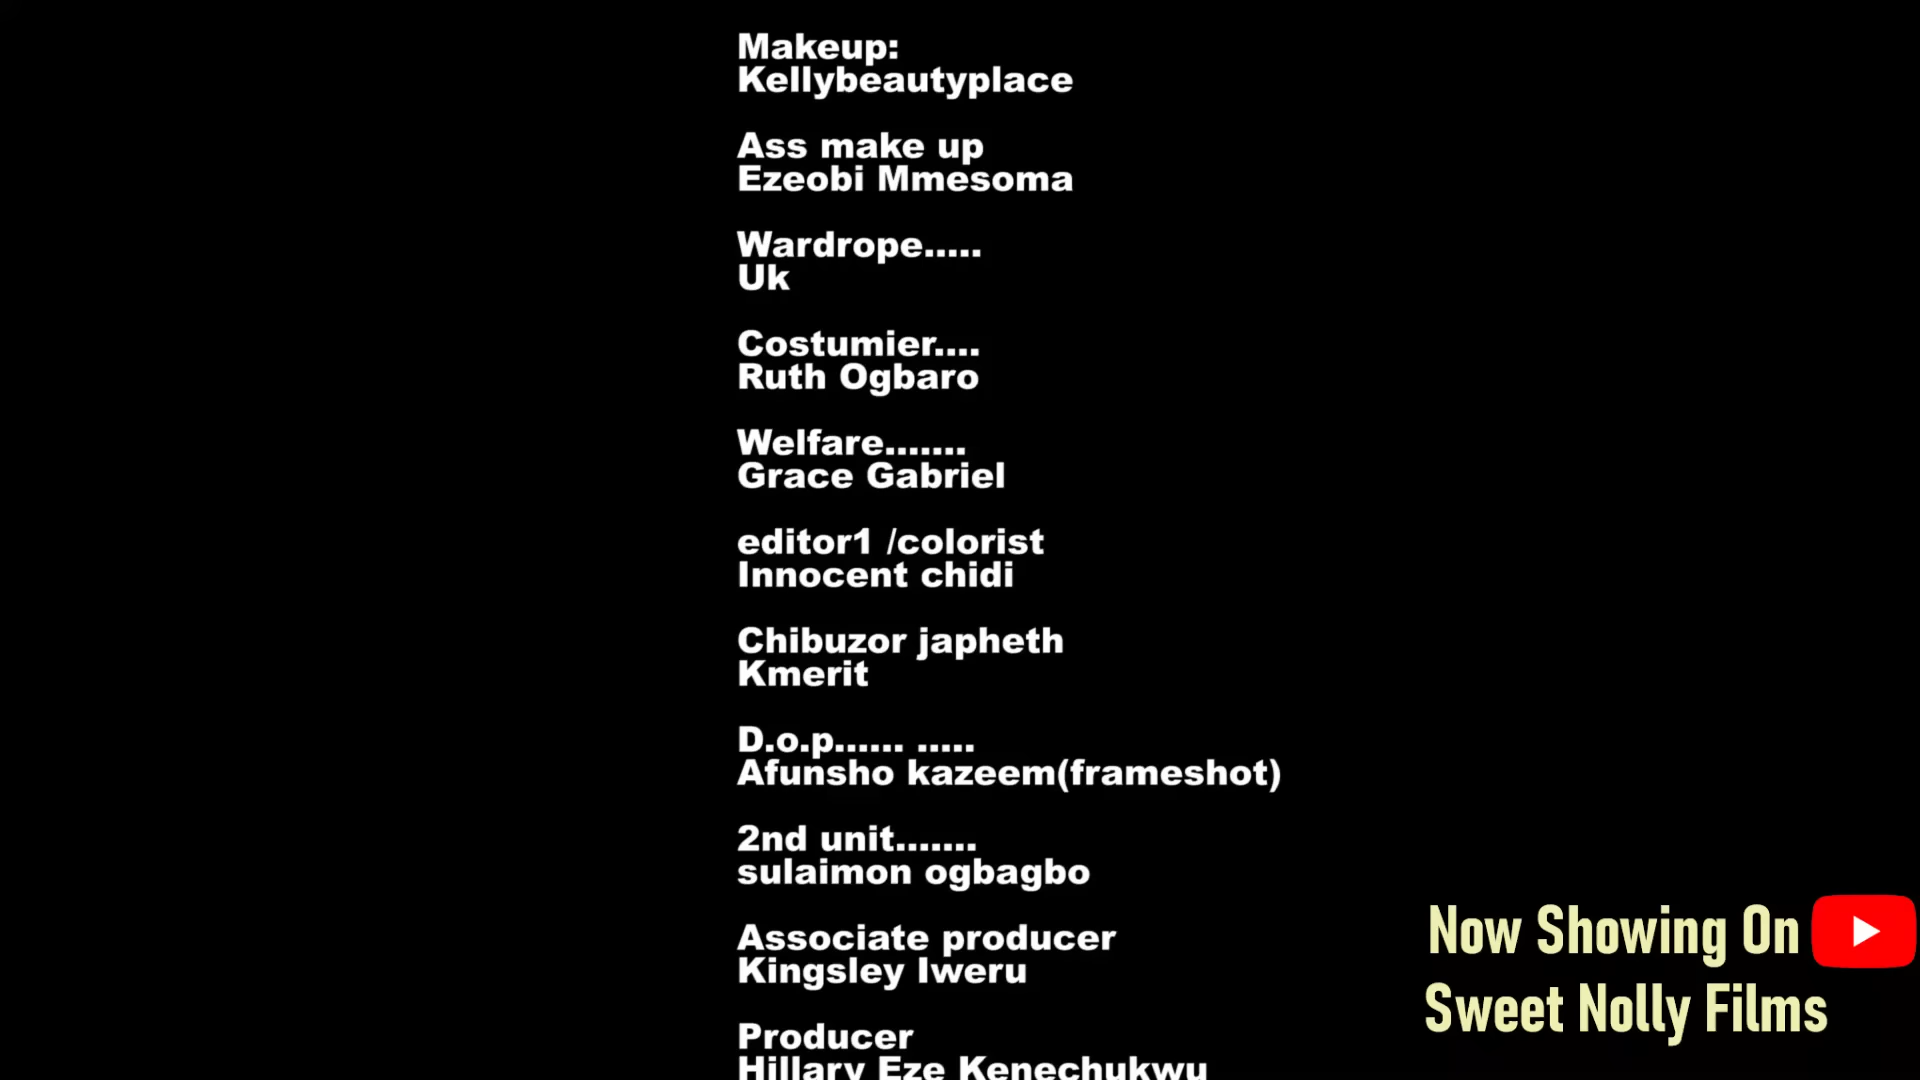 Makeup:
Kellybeautyplace
Ass make up
Ezeobi Mmesoma
Wardrope.....
Uk
Costumier....
Ruth Ogbaro
Welfare.......
Grace Gabriel
editor1 /colorist
Innocent chidi
Chibuzor japheth
Kmerit
D.o.p...... .....
Afunsho kazeem(frameshot)
2nd unit.......
sulaimon ogbagbo
Associate producer
Kingsley Iweru
Producer
Hillary Eze Kenechukwu
Now Showing On
Sweet Nolly Films